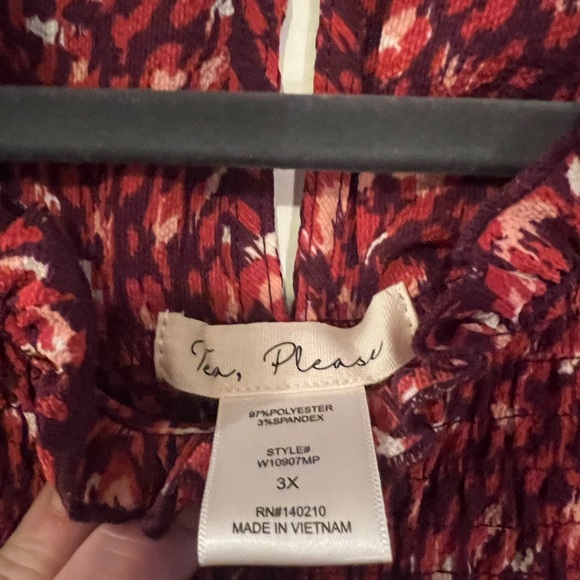 Tea, Please
97%POLYESTER
3%SPANDEX
STYLE#
W10907MP
3X
RN#140210
MADE IN VIETNAM